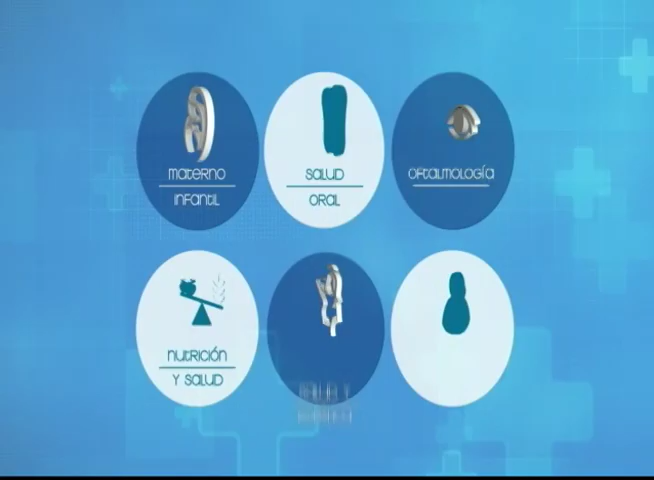 materno
infantil
salud
oral
oftalmología
nutrición
y salud